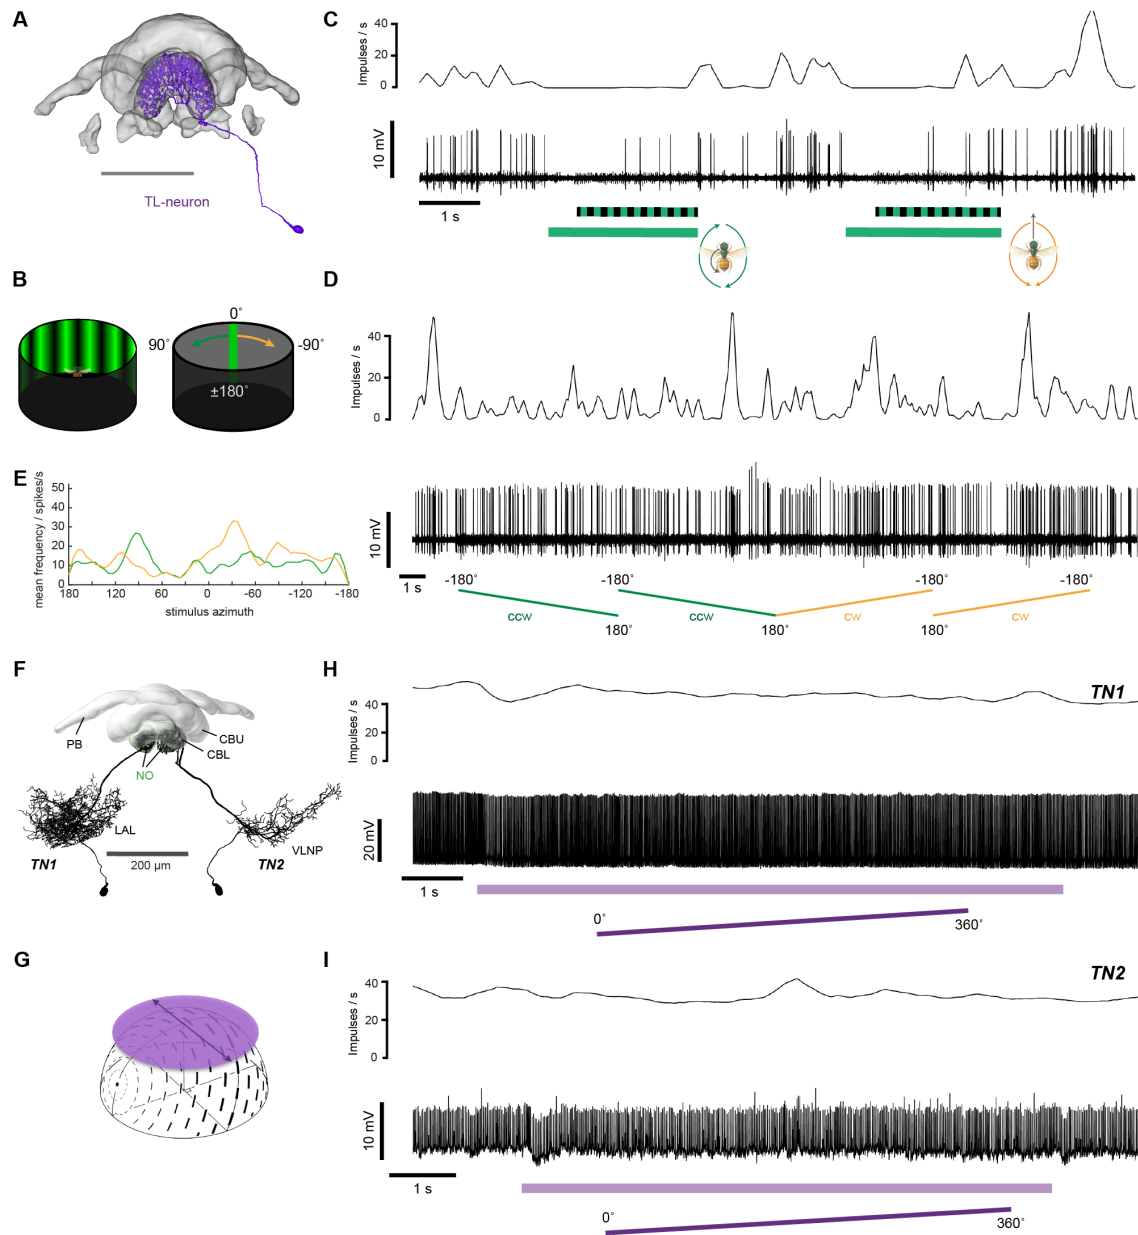 A
TL-neuron
B
0°
90°
-90°
±180°
C
Impulses / s
40
20
0
10 mV
1 s
D
Impulses / s
40
20
0
10 mV
1 s
-180°
-180°
-180°
-180°
ccw
ccw
cw
cw
180°
180°
180°
E
mean frequency / spikes/s
50
40
30
20
10
0
180
120
60
0
-60
-120
-180
stimulus azimuth
F
PB
CBU
CBL
NO
LAL
VLNP
TN1
TN2
200 µm
G
H
TN1
Impulses / s
40
20
0
20 mV
1 s
0°
360°
I
TN2
Impulses / s
40
20
0
10 mV
1 s
0°
360°